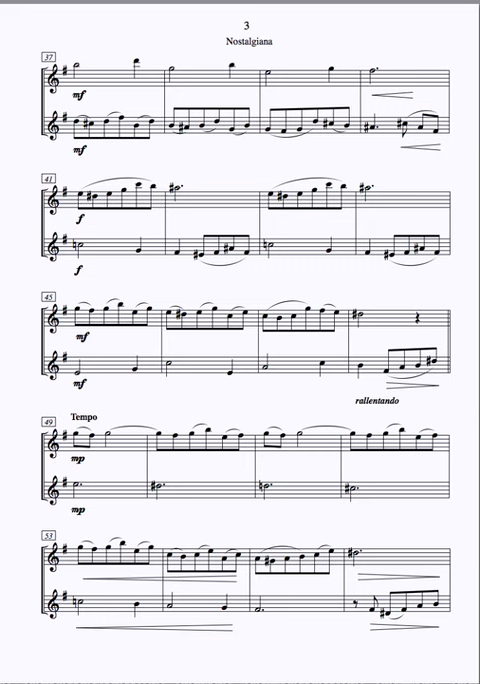 3
Nostalgiana
37
mf
mf
41
f
f
45
mf
mf
rallentando
49
Tempo
mp
mp
53